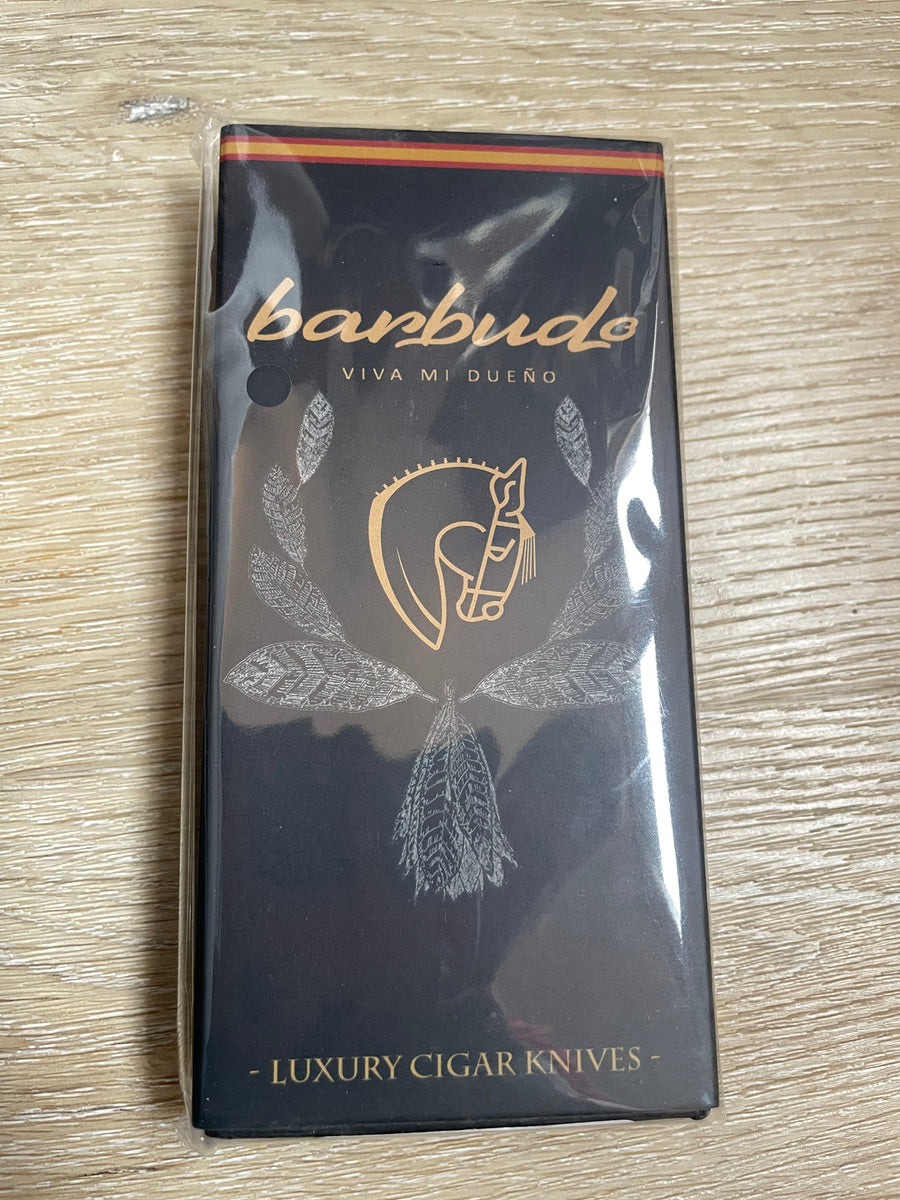 barbudo
VIVA MI DUEÑO
- LUXURY CIGAR KNIVES -